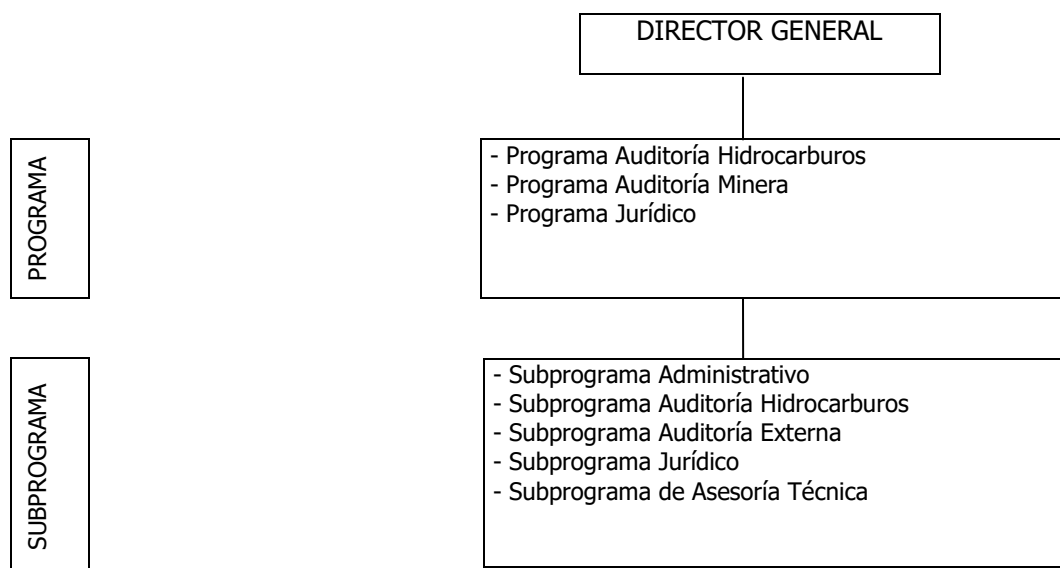 DIRECTOR GENERAL
PROGRAMA
- Programa Auditoría Hidrocarburos
- Programa Auditoría Minera
- Programa Jurídico
SUBPROGRAMA
- Subprograma Administrativo
- Subprograma Auditoría Hidrocarburos
- Subprograma Auditoría Externa
- Subprograma Jurídico
- Subprograma de Asesoría Técnica